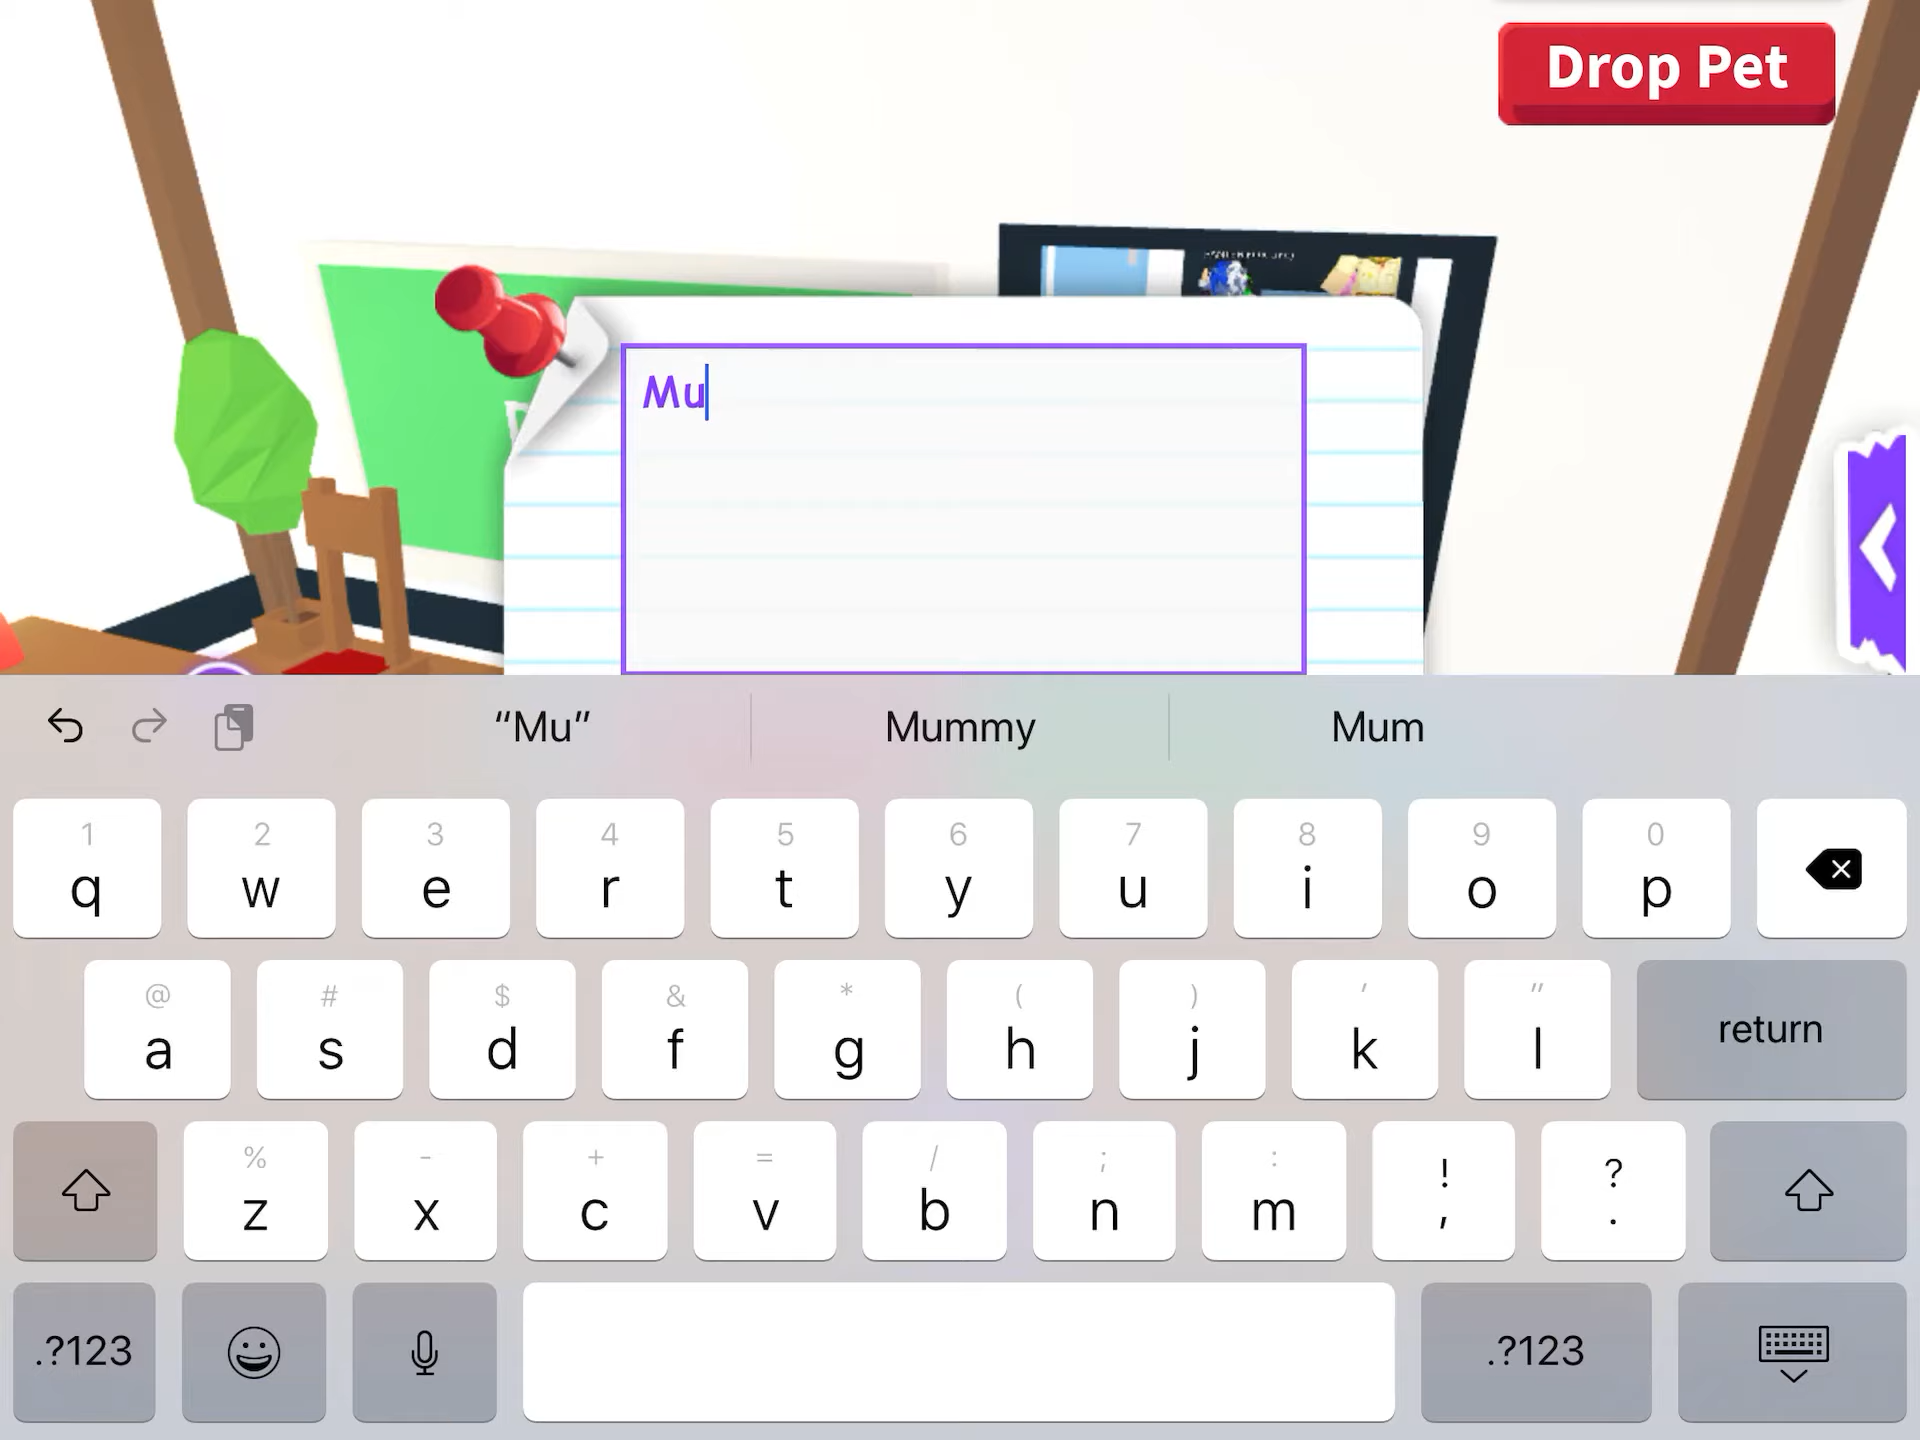 Drop Pet
Mu
“Mu” Mummy Mum
1 2 3 4 5 6 7 8 9 0
q w e r t y u i o p
@ # $ & * ( ) ' "
a s d f g h j k l return
% - + = / ; : ! ?
z x c v b n m , .
.?123 .?123